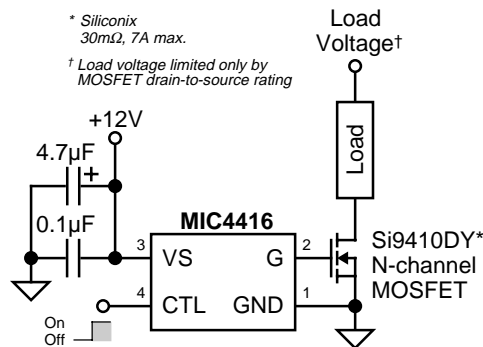 * Siliconix
30mΩ, 7A max.
† Load voltage limited only by
MOSFET drain-to-source rating
Load
Voltage†
+12V
4.7µF
+
0.1µF
Load
MIC4416
3
VS
G
2
4
CTL
GND
1
Si9410DY*
N-channel
MOSFET
On
Off